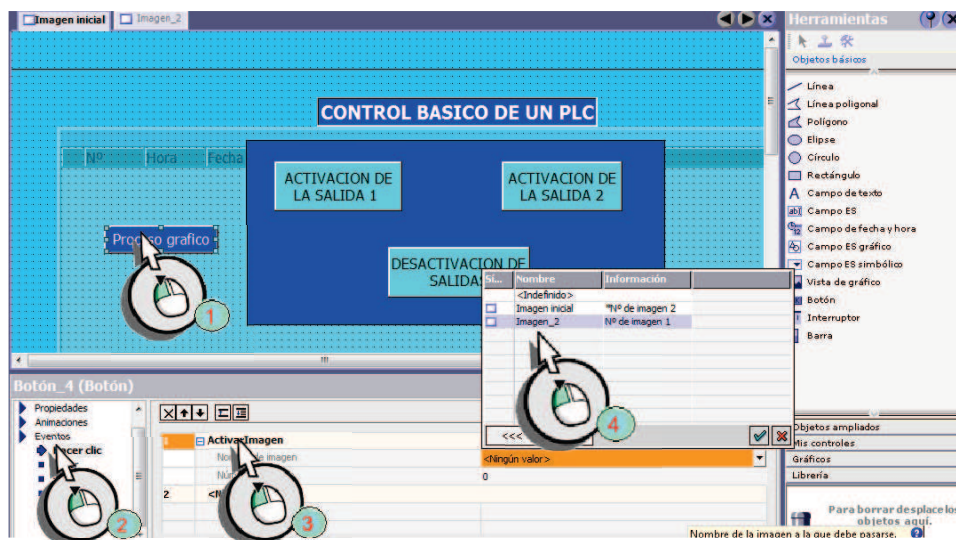 Imagen inicial
Imagen_2
Herramientas
Objetos básicos
Línea
Línea poligonal
Polígono
Elipse
Círculo
Rectángulo
A Campo de texto
Campo ES
Campo de fecha y hora
Campo ES gráfico
Campo ES simbólico
Vista de gráfico
Botón
Interruptor
Barra
CONTROL BASICO DE UN PLC
Nº Hora Fecha
ACTIVACION DE
LA SALIDA 1
ACTIVACION DE
LA SALIDA 2
Proceso grafico
1
DESACTIVACION DE
Nombre Información
<Indefinido>
Imagen inicial "Nº de imagen 2
Imagen_2 Nº de imagen 1
4
<<<
Botón_4 (Botón)
Propiedades
Animaciones
Eventos
Hacer clic
2
1 ActivarImagen
de imagen
<Ningún valor>
0
2
3
Objetos ampliados
Mis controles
Gráficos
Librería
Para borrar desplace los
objetos aquí.
Nombre de la imagen a la que debe pasarse.